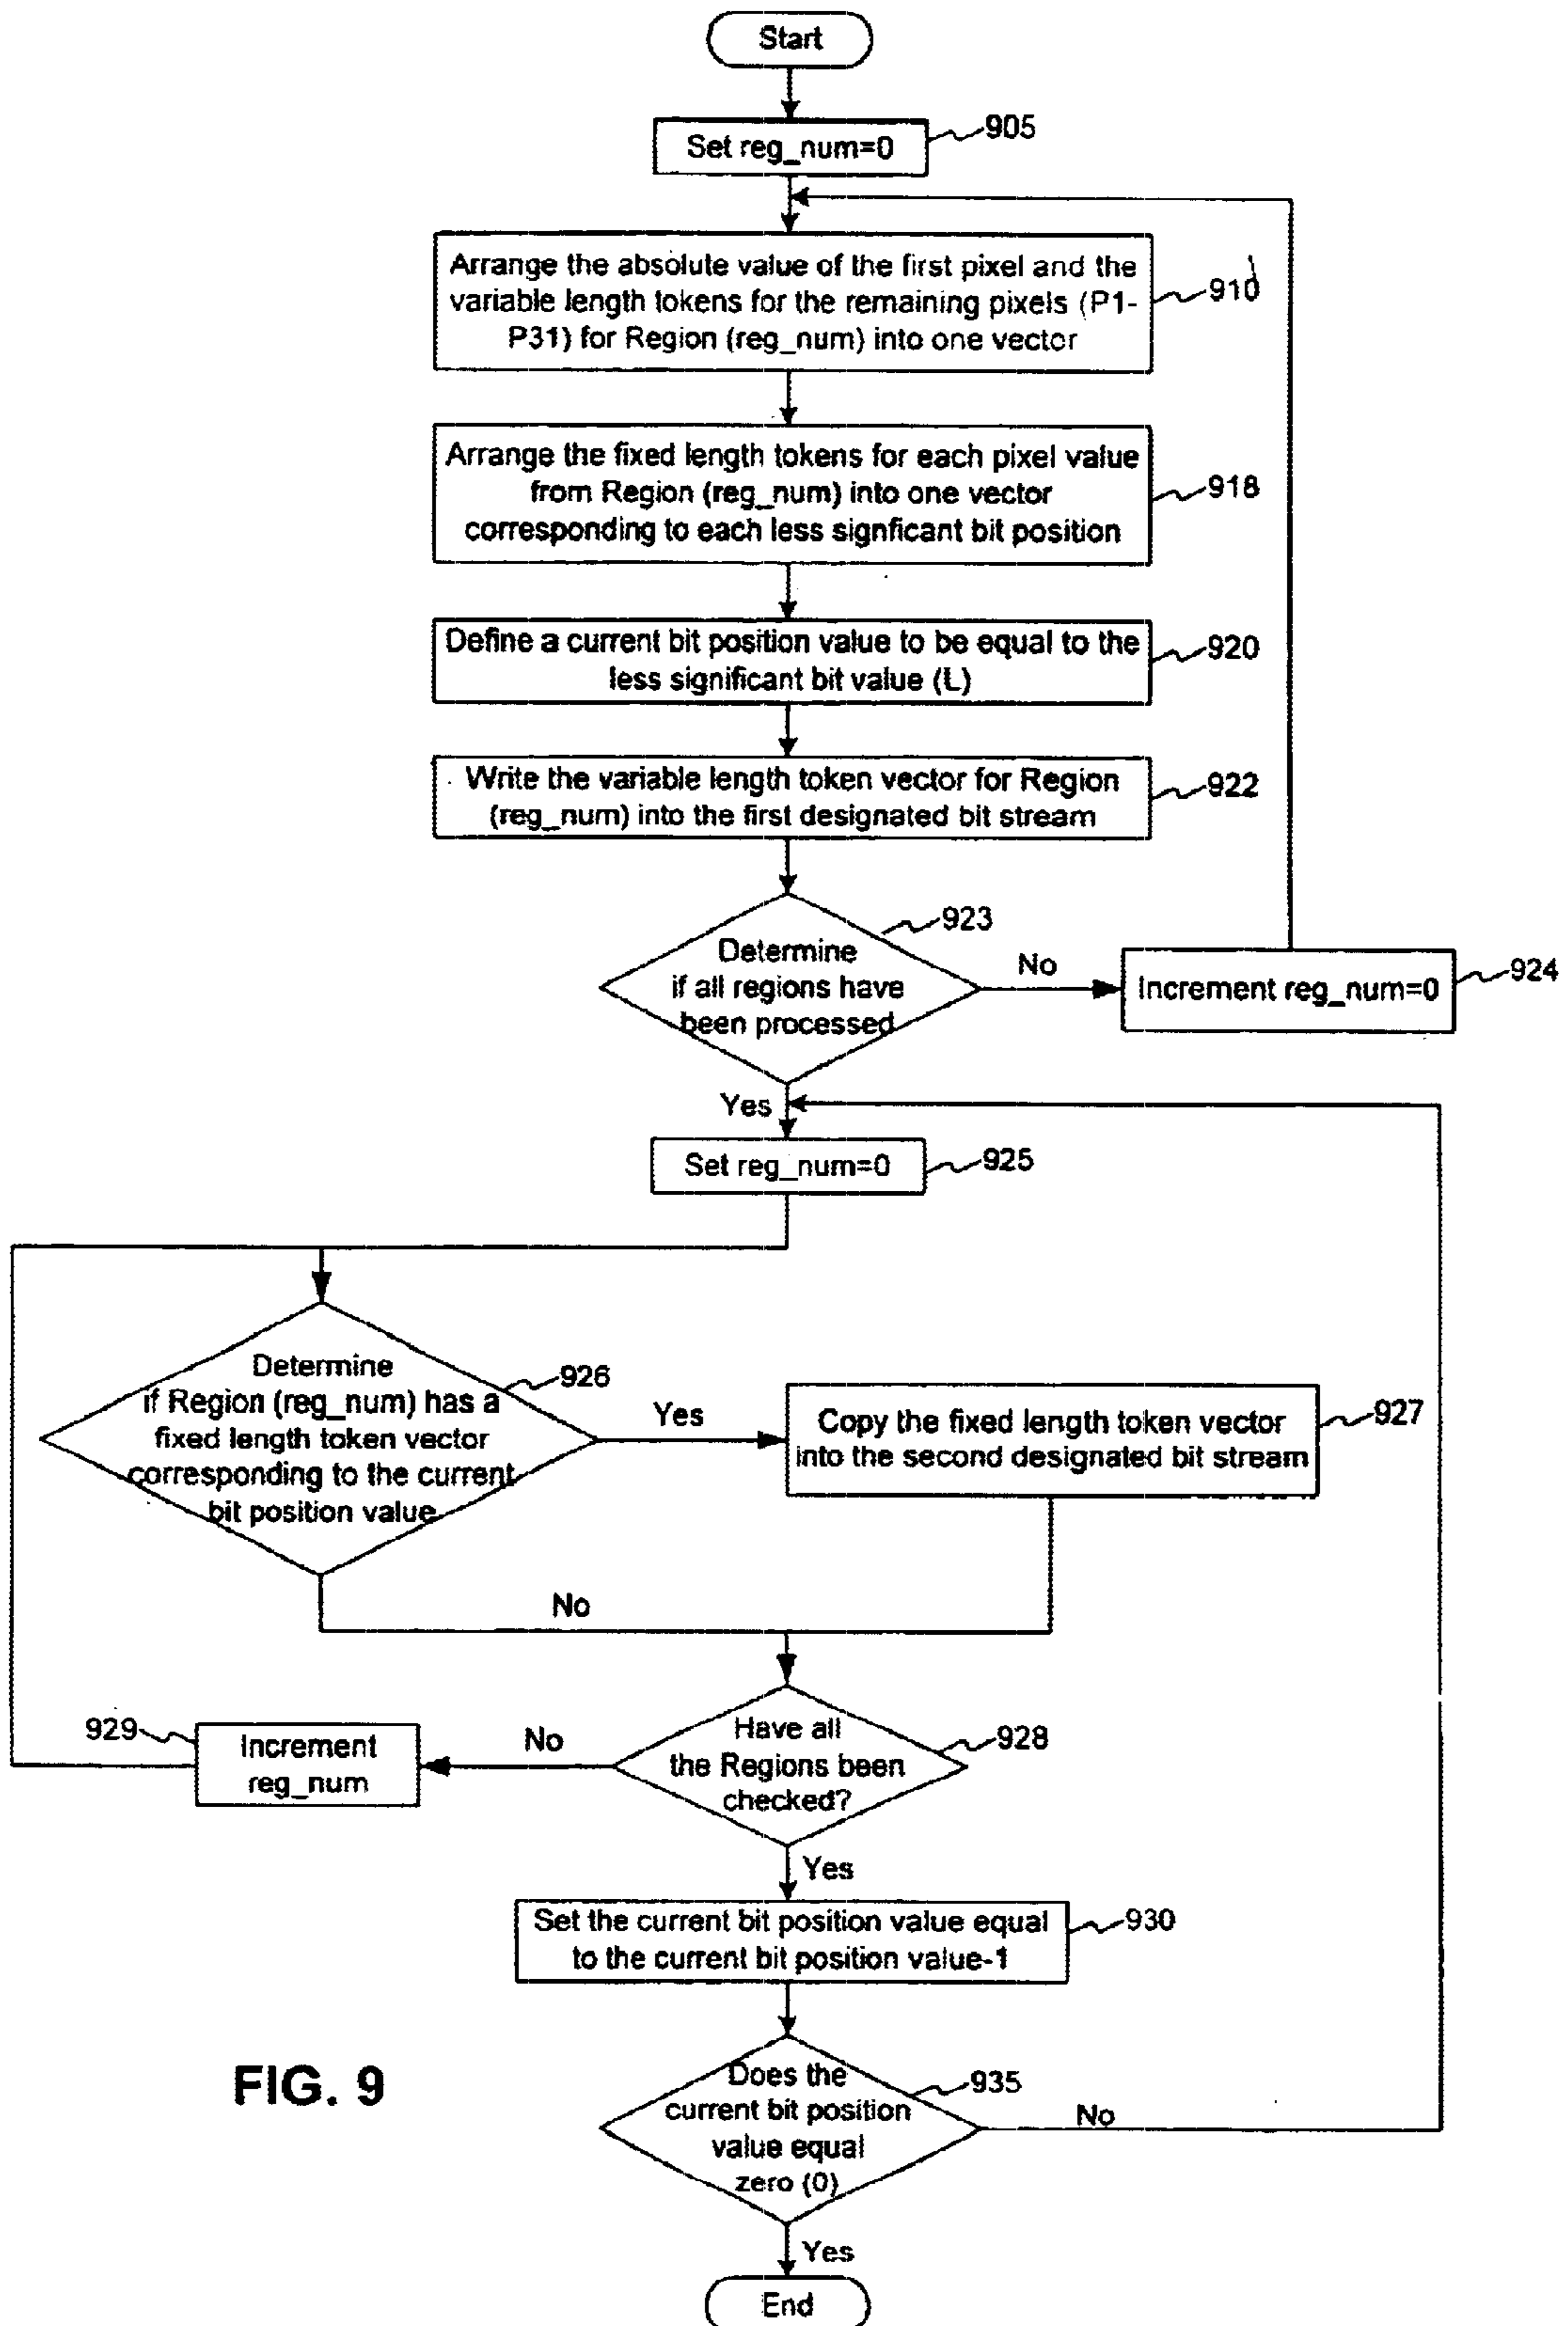 Start
Set reg_num=0
905
Arrange the absolute value of the first pixel and the
variable length tokens for the remaining pixels (P1-
P31) for Region (reg_num) into one vector
910
Arrange the fixed length tokens for each pixel value
from Region (reg_num) into one vector
corresponding to each less signficant bit position
918
Define a current bit position value to be equal to the
less significant bit value (L)
920
Write the variable length token vector for Region
(reg_num) into the first designated bit stream
922
Determine
if all regions have
been processed
923
No
Increment reg_num=0
924
Yes
Set reg_num=0
925
Determine
if Region (reg_num) has a
fixed length token vector
corresponding to the current
bit position value
926
Yes
Copy the fixed length token vector
into the second designated bit stream
927
No
Have all
the Regions been
checked?
928
No
Increment
reg_num
929
Yes
Set the current bit position value equal
to the current bit position value-1
930
Does the
current bit position
value equal
zero (0)
935
No
Yes
End
FIG. 9